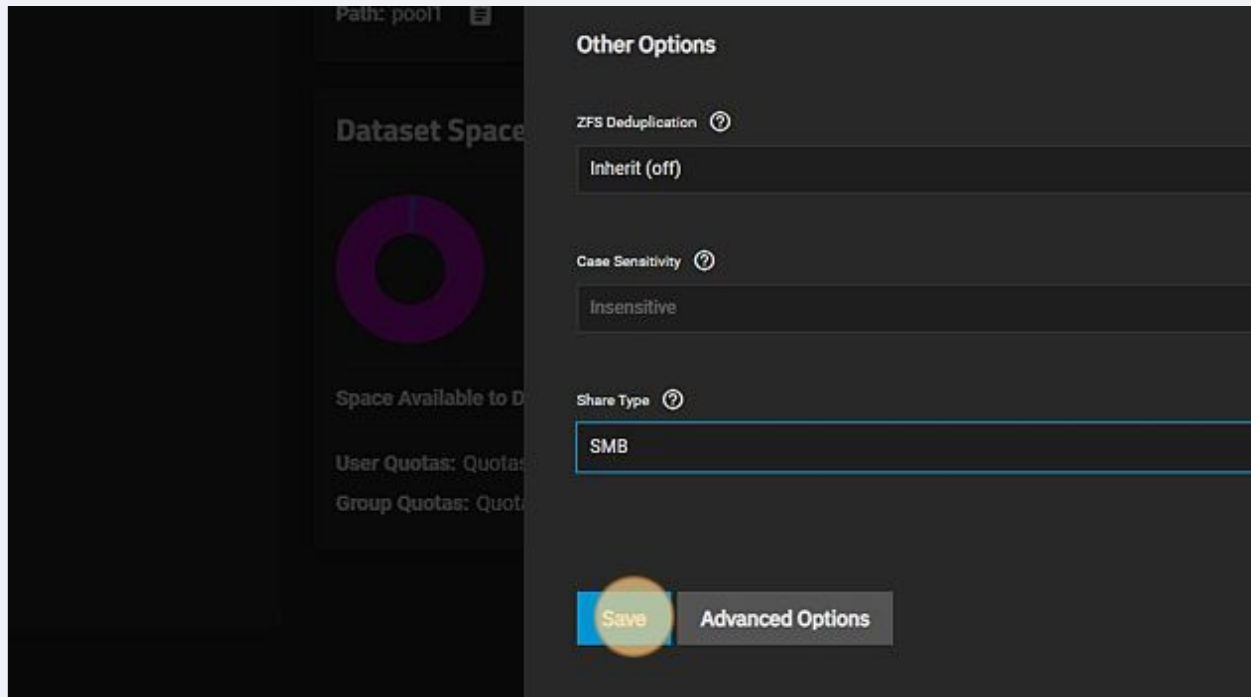 Path: pool1
Dataset Space
Space Available to D
User Quotas: Quotas
Group Quotas: Quota
Other Options
ZFS Deduplication
Inherit (off)
Case Sensitivity
Insensitive
Share Type
SMB
Save
Advanced Options